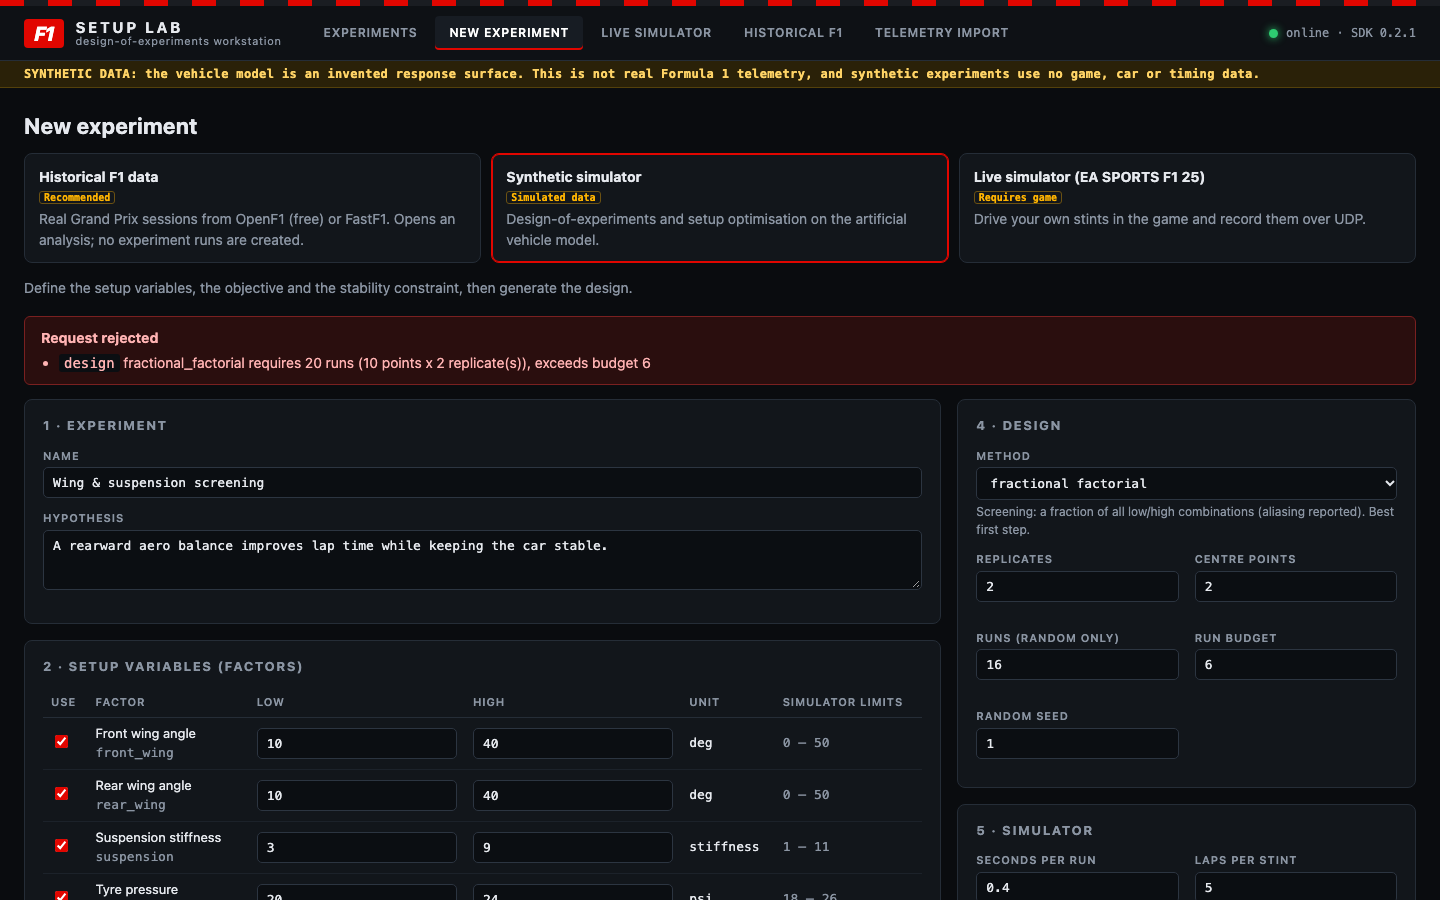 F1
SETUP LAB
design-of-experiments workstation
EXPERIMENTS
NEW EXPERIMENT
LIVE SIMULATOR
HISTORICAL F1
TELEMETRY IMPORT
online · SDK 0.2.1
SYNTHETIC DATA: the vehicle model is an invented response surface. This is not real Formula 1 telemetry, and synthetic experiments use no game, car or timing data.
New experiment
Historical F1 data
Recommended
Real Grand Prix sessions from OpenF1 (free) or FastF1. Opens an
analysis; no experiment runs are created.
Synthetic simulator
Simulated data
Design-of-experiments and setup optimisation on the artificial
vehicle model.
Live simulator (EA SPORTS F1 25)
Requires game
Drive your own stints in the game and record them over UDP.
Define the setup variables, the objective and the stability constraint, then generate the design.
Request rejected
• design fractional_factorial requires 20 runs (10 points x 2 replicate(s)), exceeds budget 6
1 · EXPERIMENT
NAME
Wing & suspension screening
HYPOTHESIS
A rearward aero balance improves lap time while keeping the car stable.
2 · SETUP VARIABLES (FACTORS)
USE FACTOR LOW HIGH UNIT SIMULATOR LIMITS
Front wing angle
front_wing
10 40 deg 0 – 50
Rear wing angle
rear_wing
10 40 deg 0 – 50
Suspension stiffness
suspension
3 9 stiffness 1 – 11
Tyre pressure
20 24 psi 18 – 26
4 · DESIGN
METHOD
fractional factorial
Screening: a fraction of all low/high combinations (aliasing reported). Best
first step.
REPLICATES CENTRE POINTS
2 2
RUNS (RANDOM ONLY) RUN BUDGET
16 6
RANDOM SEED
1
5 · SIMULATOR
SECONDS PER RUN LAPS PER STINT
0.4 5